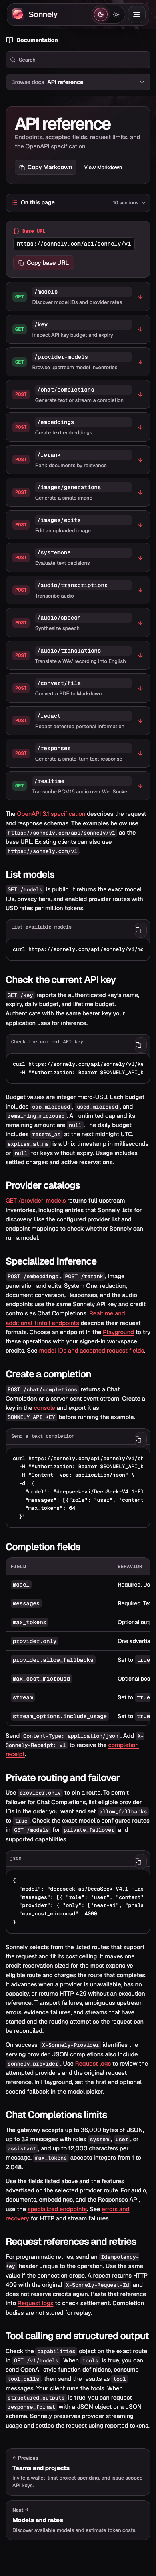 Sonnely
Documentation
Search
Browse docs API reference
API reference
Endpoints, accepted fields, request limits, and
the OpenAPI specification.
Copy Markdown View Markdown
On this page 10 sections
{} Base URL
https://sonnely.com/api/sonnely/v1
Copy base URL
GET /models
Discover model IDs and provider rates
GET /key
Inspect API key budget and expiry
GET /provider-models
Browse upstream model inventories
POST /chat/completions
Generate text or stream a completion
POST /embeddings
Create text embeddings
POST /rerank
Rank documents by relevance
POST /images/generations
Generate a single image
POST /images/edits
Edit an uploaded image
POST /systemone
Evaluate text decisions
POST /audio/transcriptions
Transcribe audio
POST /audio/speech
Synthesize speech
POST /audio/translations
Translate a WAV recording into English
POST /convert/file
Convert a PDF to Markdown
POST /redact
Redact detected personal information
POST /responses
Generate a single-turn text response
GET /realtime
Transcribe PCM16 audio over WebSocket
The OpenAPI 3.1 specification describes the request
and response schemas. The examples below use
https://sonnely.com/api/sonnely/v1 as the
base URL. Existing clients can also use
https://sonnely.com/v1.
List models
GET /models is public. It returns the exact model
IDs, privacy tiers, and enabled provider routes with
USD rates per million tokens.
List available models
curl https://sonnely.com/api/sonnely/v1/mo
Check the current API key
GET /key reports the authenticated key's name,
expiry, daily budget, and lifetime budget.
Authenticate with the same bearer key your
application uses for inference.
Check the current API key
curl https://sonnely.com/api/sonnely/v1/ke
-H "Authorization: Bearer $SONNELY_API_K
Budget values use integer micro-USD. Each budget
includes cap_microusd, used_microusd, and
remaining_microusd. An unlimited cap and its
remaining amount are null. The daily budget
includes resets_at at the next midnight UTC.
expires_at_ms is a Unix timestamp in milliseconds
or null for keys without expiry. Usage includes
settled charges and active reservations.
Provider catalogs
GET /provider-models returns full upstream
inventories, including entries that Sonnely lists for
discovery. Use the configured provider list and
endpoint mapping to check whether Sonnely can
run a model.
Specialized inference
POST /embeddings, POST /rerank, image
generation and edits, System One, redaction,
document conversion, Responses, and the audio
endpoints use the same Sonnely API key and credit
controls as Chat Completions. Realtime and
additional Tinfoil endpoints describe their request
formats. Choose an endpoint in the Playground to try
these operations with your signed-in account
credits. See model IDs and accepted request fields.
Create a completion
POST /chat/completions returns a Chat
Completion or a server-sent event stream. Create a
key in the console and export it as
SONNELY_API_KEY before running the example.
Send a text completion
curl https://sonnely.com/api/sonnely/v1/ch
-H "Authorization: Bearer $SONNELY_API_K
-H "Content-Type: application/json" \
-d '{
"model": "deepseek-ai/DeepSeek-V4.1-Fl
"messages": [{"role": "user", "content
"max_tokens": 64
}'
Completion fields
FIELD BEHAVIOR
model Required. Us
messages Required. Te
max_tokens Optional out
provider.only One advertis
provider.allow_fallbacks Set to true
max_cost_microusd Optional pos
stream Set to true
stream_options.include_usage Set to true
Send Content-Type: application/json. Add X-
Sonnely-Receipt: v1 to receive the completion
receipt.
Private routing and failover
Use provider.only to pin a route. To permit
failover for Chat Completions, list eligible provider
IDs in the order you want and set allow_fallbacks
to true. Check the exact model's configured routes
in GET /models for private_failover and
supported capabilities.
json
{
"model": "deepseek-ai/DeepSeek-V4.1-Flas
"messages": [{ "role": "user", "content"
"provider": { "only": ["near-ai", "phala
"max_cost_microusd": 4000
}
Sonnely selects from the listed routes that support
the request and fits its cost ceiling. It makes one
credit reservation sized for the most expensive
eligible route and charges the route that completes.
It advances when a provider is unavailable, has no
capacity, or returns HTTP 429 without an execution
reference. Transport failures, ambiguous upstream
errors, evidence failures, and streams that have
started end the routing attempt so the request can
be reconciled.
On success, X-Sonnely-Provider identifies the
serving provider. JSON completions also include
sonnely_provider. Use Request logs to review the
attempted providers and the original request
reference. In Playground, select the first and optional
second fallback in the model picker.
Chat Completions limits
The gateway accepts up to 36,000 bytes of JSON,
up to 32 messages with roles system, user, or
assistant, and up to 12,000 characters per
message. max_tokens accepts integers from 1 to
2,048.
Use the fields listed above and the features
advertised on the selected provider route. For audio,
documents, embeddings, and the Responses API,
use the specialized endpoints. See errors and
recovery for HTTP and stream failures.
Request references and retries
For programmatic retries, send an Idempotency-
Key header unique to the operation. Use the same
value if the connection drops. A retry returns HTTP
409 with the original X-Sonnely-Request-Id and
does not reserve credits again. Paste that reference
into Request logs to check settlement. Completion
bodies are not stored for replay.
Tool calling and structured output
Check the capabilities object on the exact route
in GET /v1/models. When tools is true, you can
send OpenAI-style function definitions, consume
tool_calls, then send the results as tool
messages. Your client runs the tools. When
structured_outputs is true, you can request
response_format with a JSON object or a JSON
schema. Sonnely preserves provider streaming
usage and settles the request using reported tokens.
← Previous
Teams and projects
Invite a wallet, limit project spending, and issue scoped
API keys.
Next →
Models and rates
Discover available models and estimate token costs.